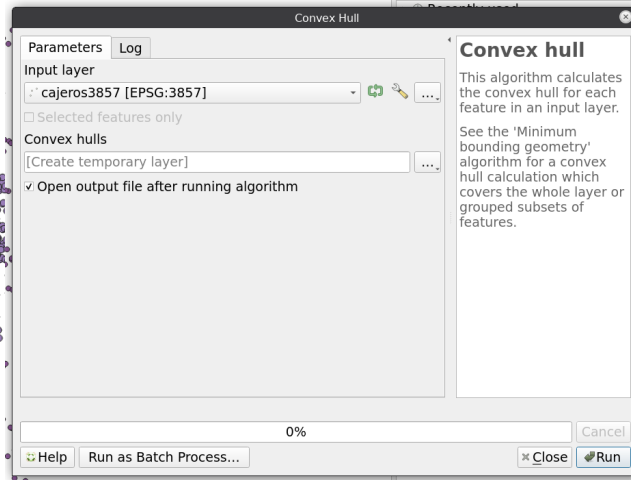 Recently used
Convex Hull
Parameters
Log
Input layer
cajeros3857 [EPSG:3857]
...
Selected features only
Convex hulls
[Create temporary layer]
...
Open output file after running algorithm
Convex hull
This algorithm calculates
the convex hull for each
feature in an input layer.
See the 'Minimum
bounding geometry'
algorithm for a convex
hull calculation which
covers the whole layer or
grouped subsets of
features.
0%
Cancel
Help
Run as Batch Process...
Close
Run